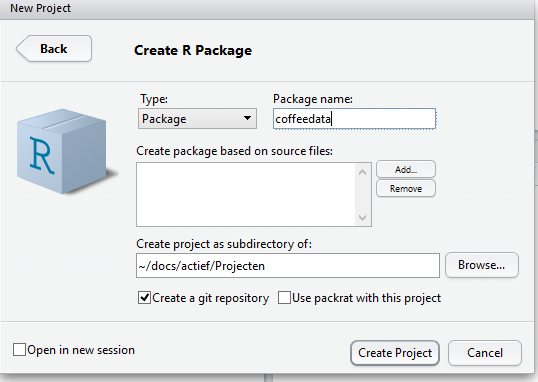 New Project
Back
Create R Package
Type:
Package name:
Package
coffeedata
R
Create package based on source files:
Add...
Remove
Create project as subdirectory of:
~/docs/actief/Projecten
Browse...
Create a git repository
Use packrat with this project
Open in new session
Create Project
Cancel